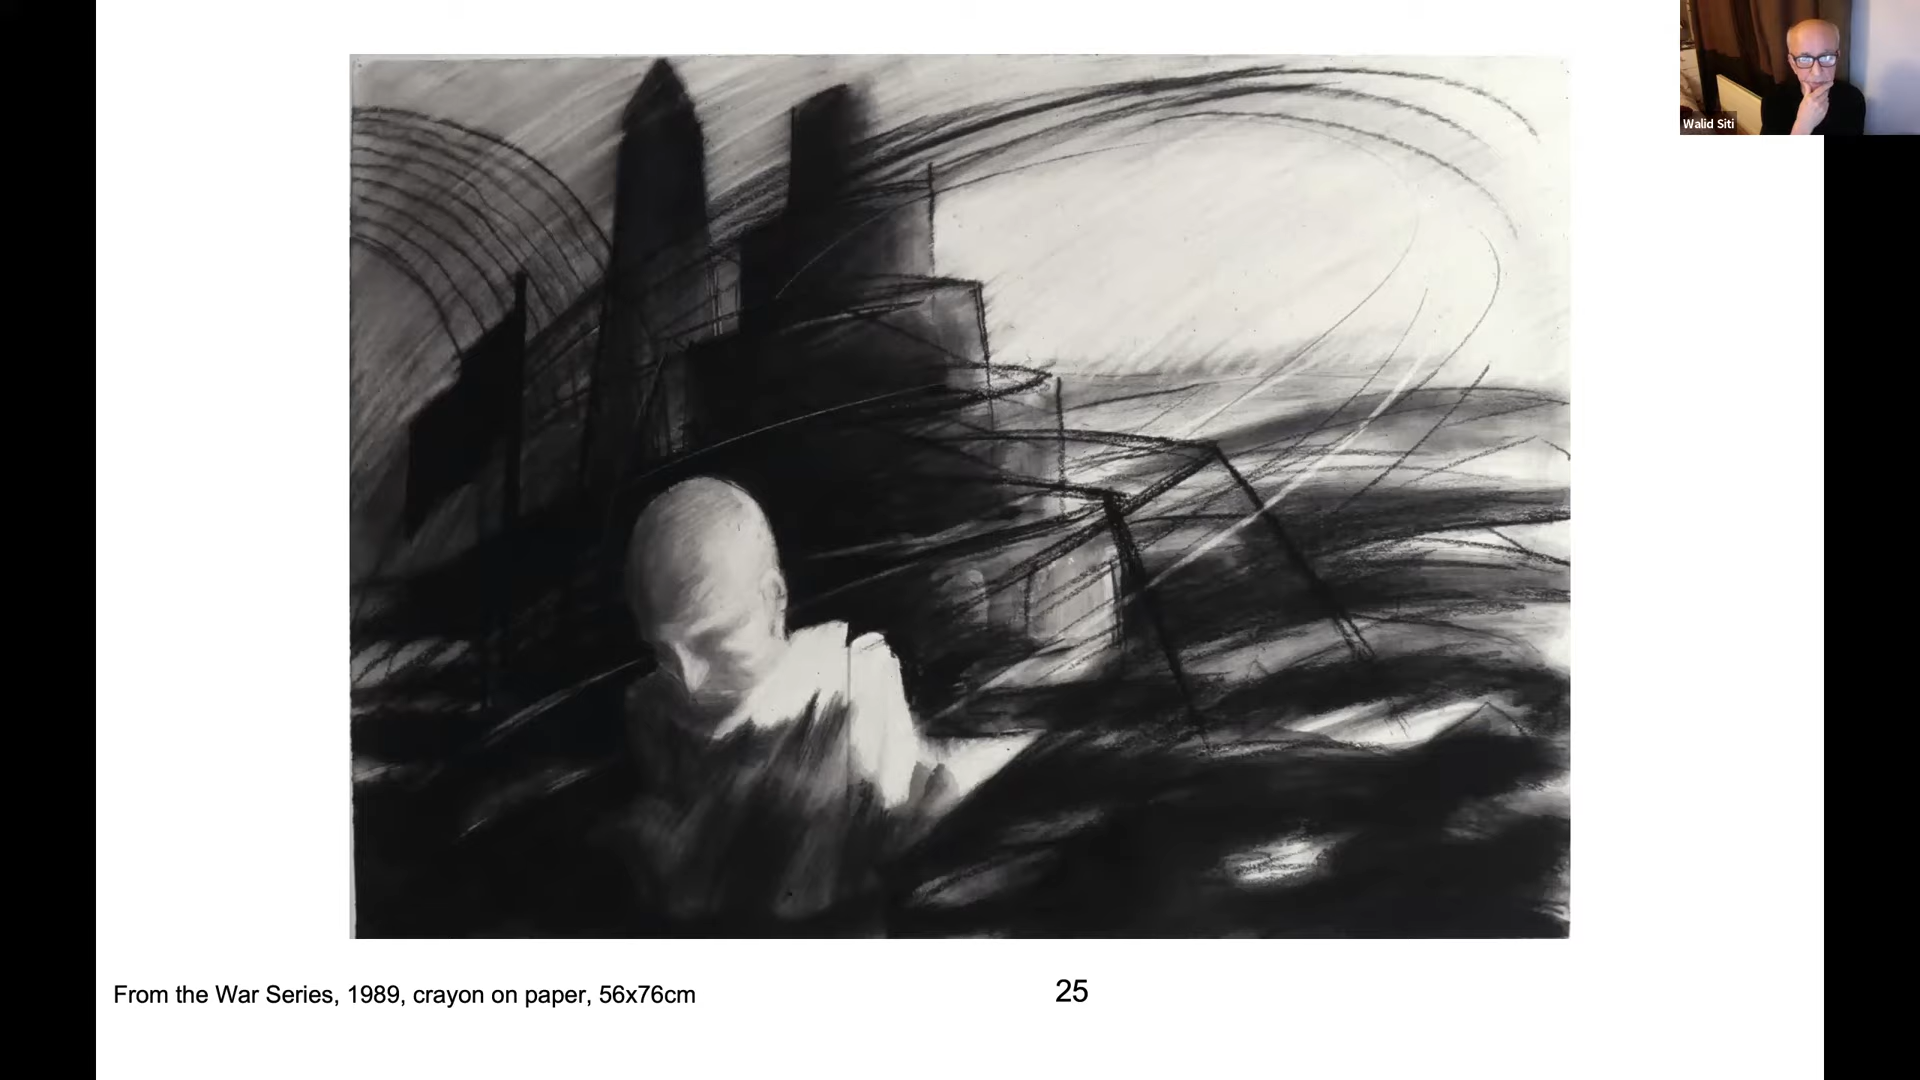 Walid Siti
From the War Series, 1989, crayon on paper, 56x76cm
25